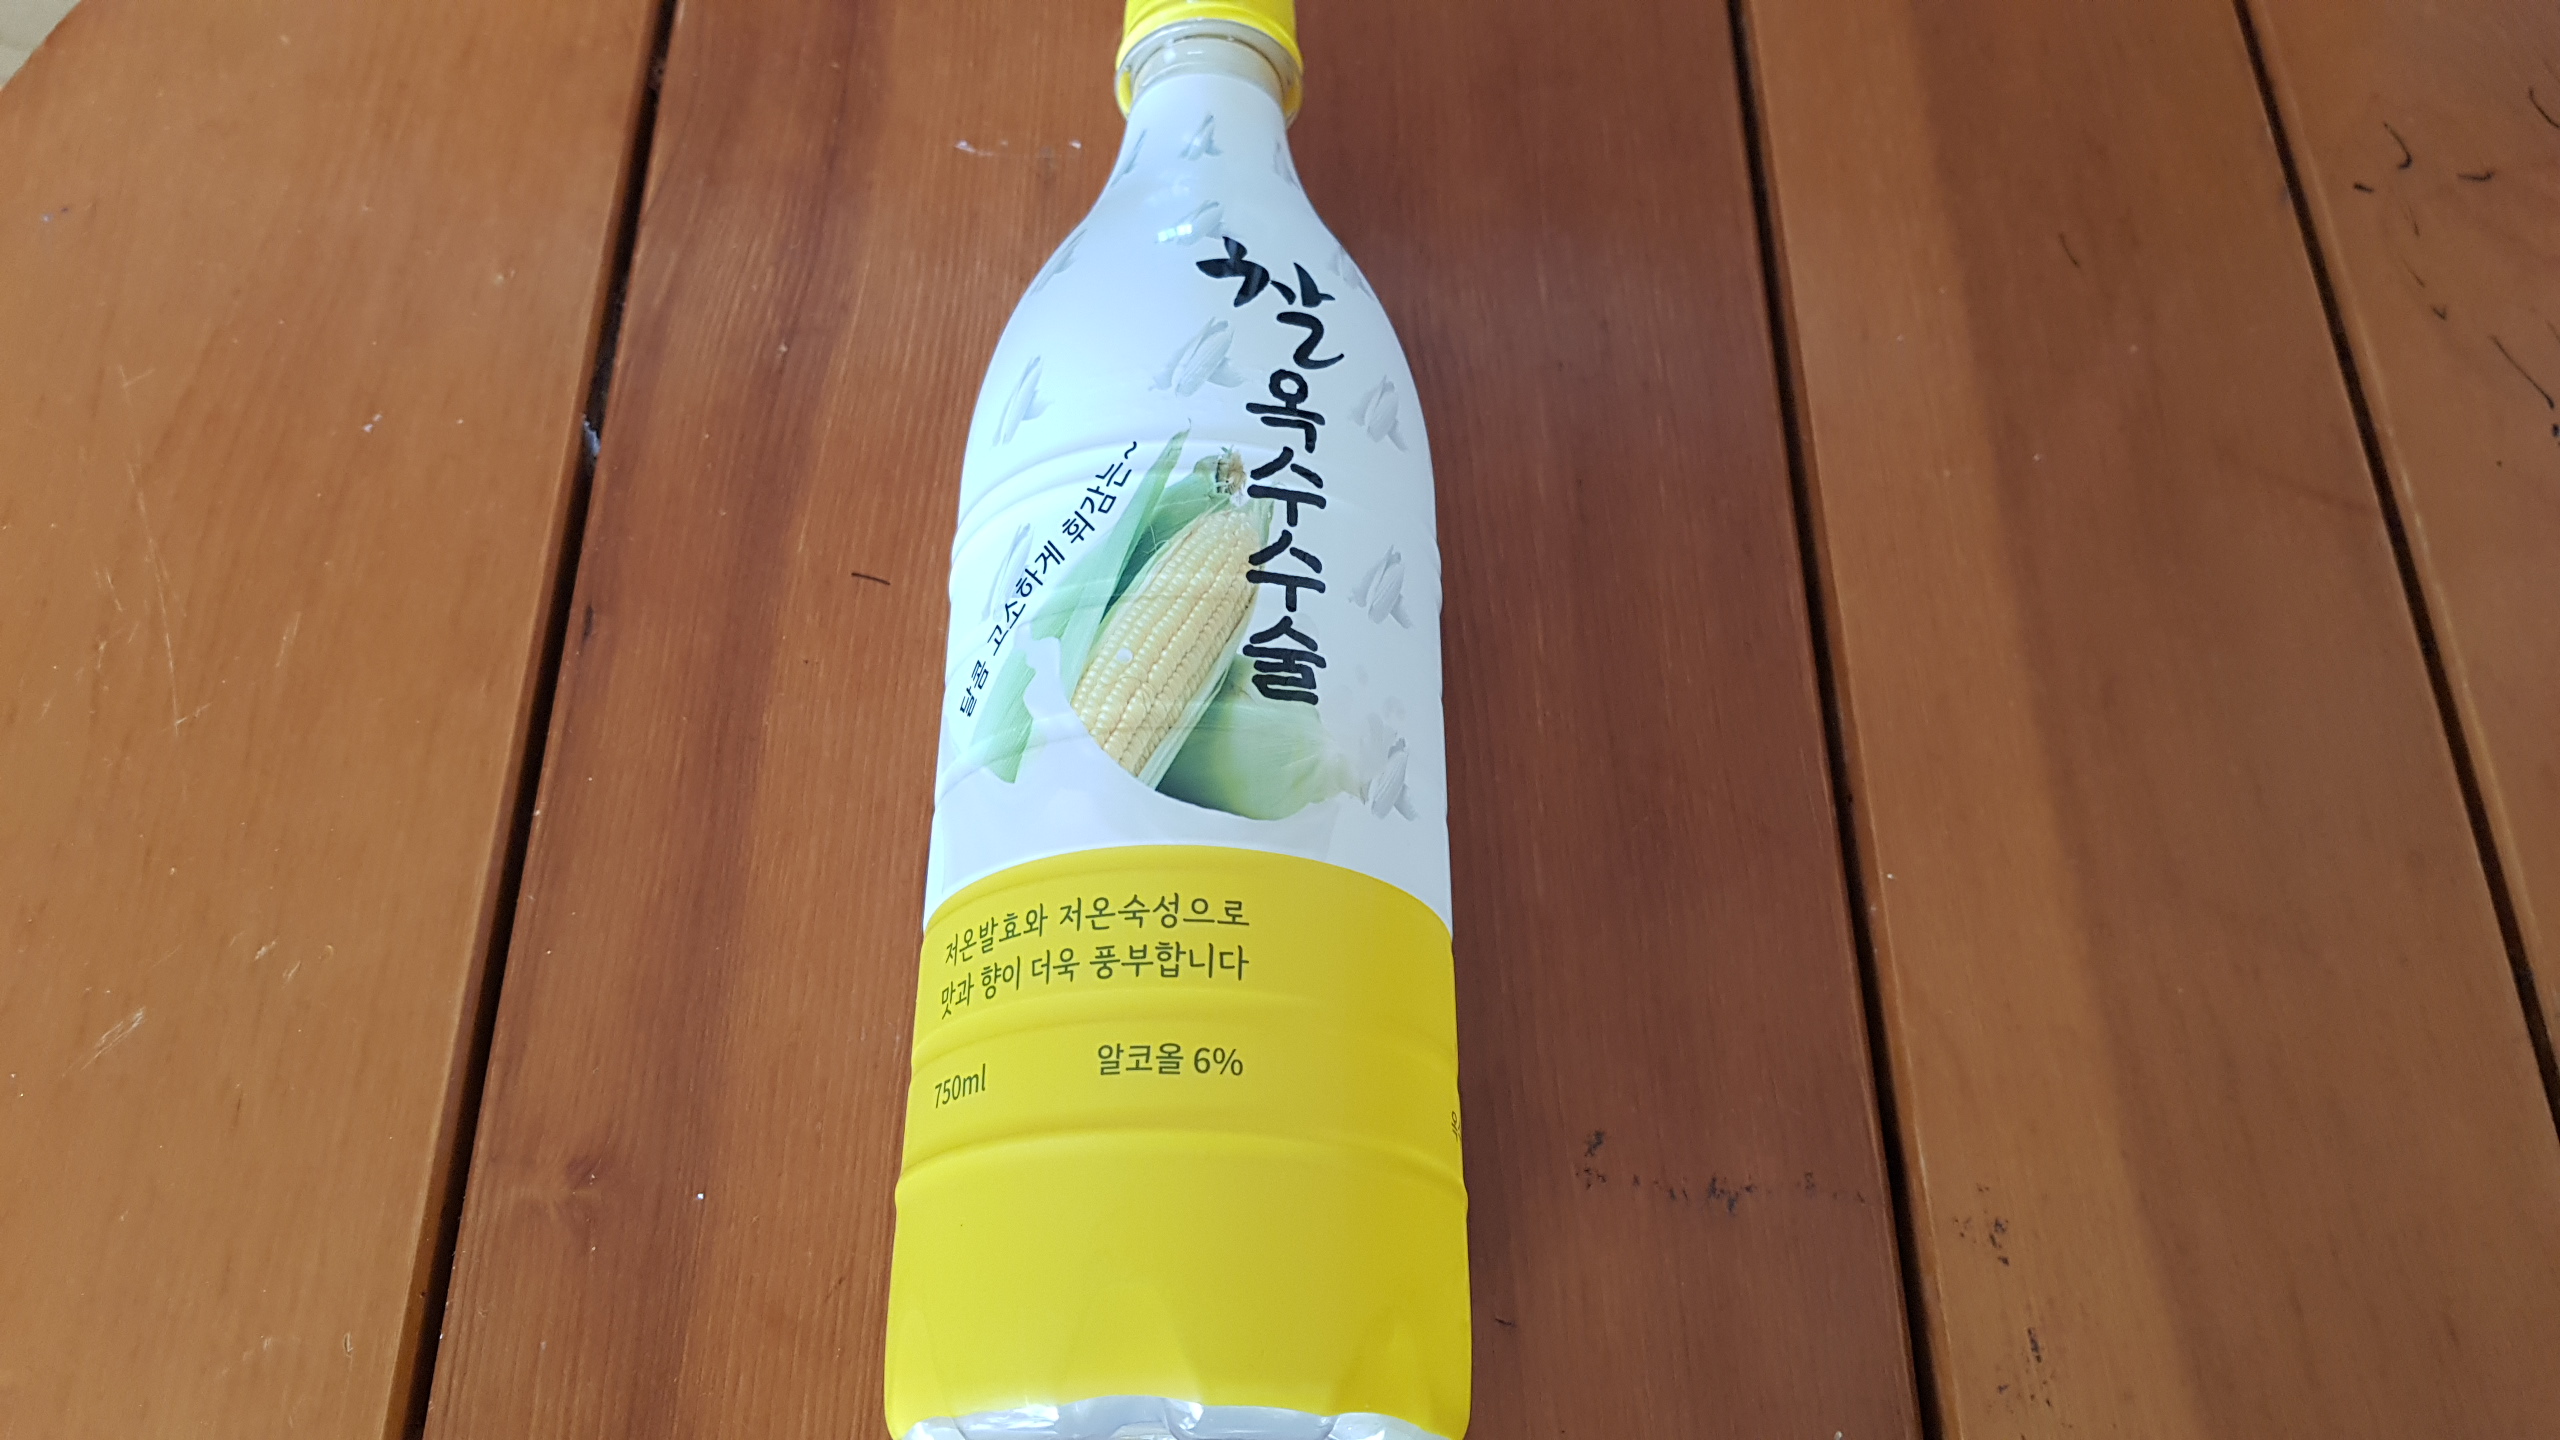 찰옥수수술
달콤 고소하게 휘감는~
저온발효와 저온숙성으로
맛과 향이 더욱 풍부합니다
750ml
알코올 6%